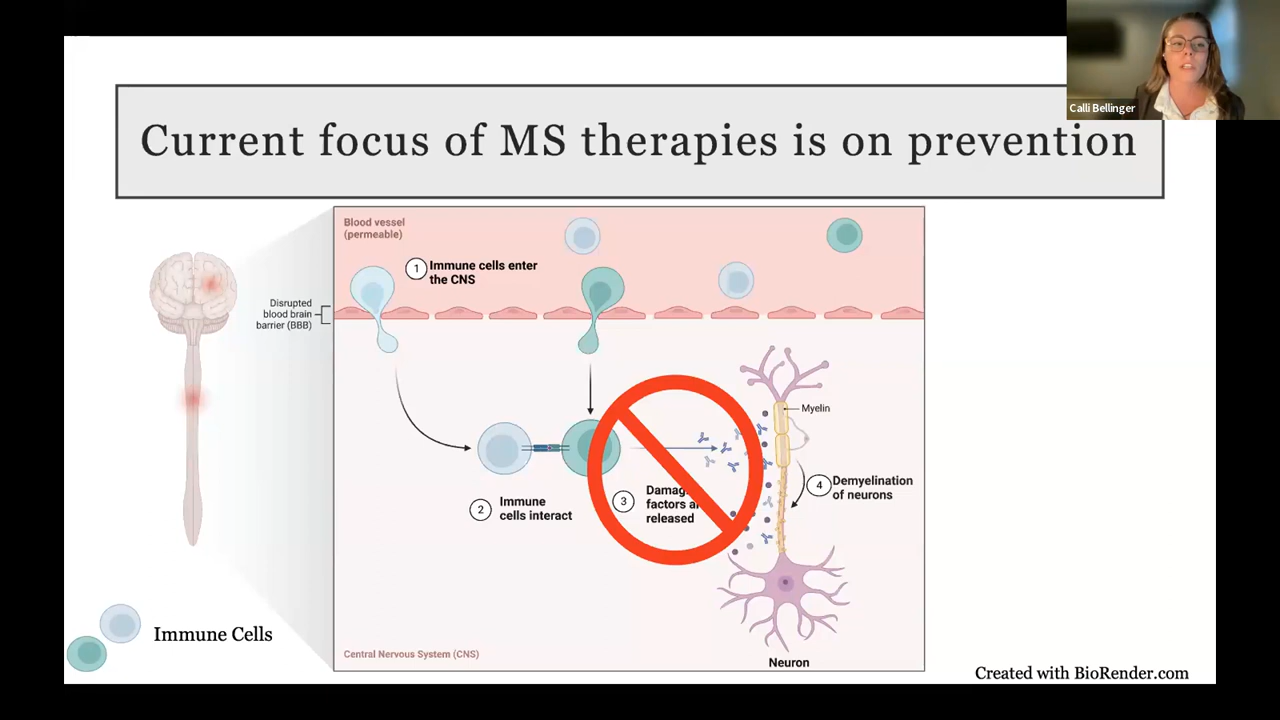 Calli Bellinger
Current focus of MS therapies is on prevention
Blood vessel
(permeable)
1
Immune cells enter
the CNS
Disrupted
blood brain
barrier (BBB)
Myelin
4
Demyelination
of neurons
2
Immune
cells interact
3
factors
released
Immune Cells
Central Nervous System (CNS)
Neuron
Created with BioRender.com